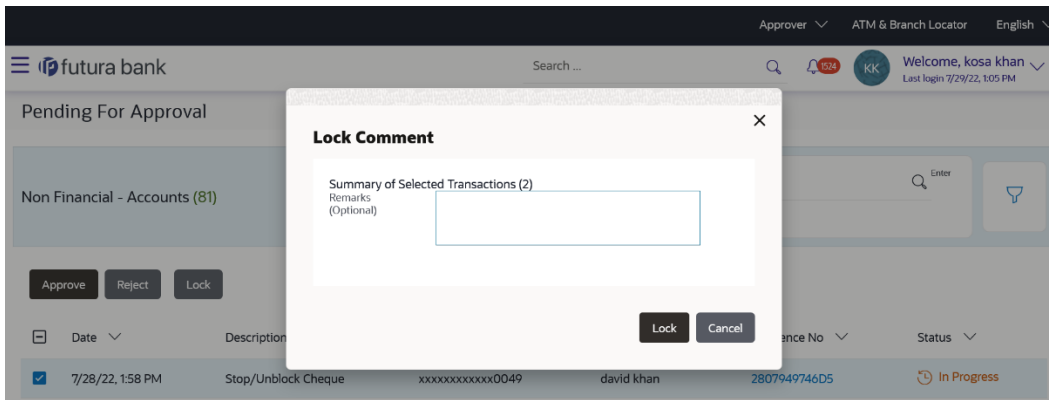 Approver ATM & Branch Locator English
futura bank Search ... 1524 KK Welcome, kosa khan
Last login 7/29/22, 1:05 PM
Pending For Approval
Lock Comment
Summary of Selected Transactions (2)
Remarks
(Optional)
Non Financial - Accounts (81)
Enter
Approve Reject Lock
Lock Cancel
Date Description ence No Status
7/28/22, 1:58 PM Stop/Unblock Cheque xxxxxxxxxxxx0049 david khan 2807949746D5 In Progress